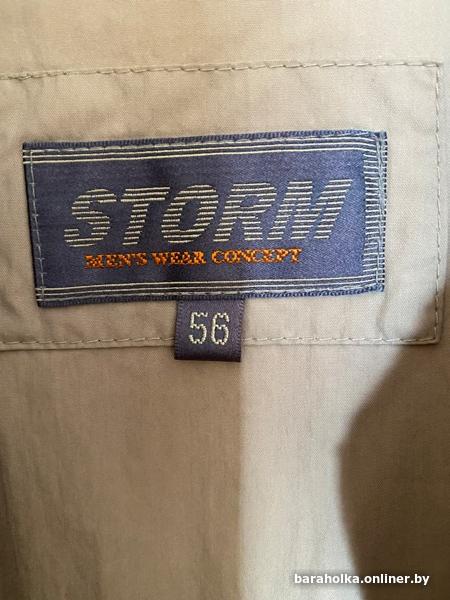 STORM
MEN'S WEAR CONCEPT
56
baraholka.onliner.by